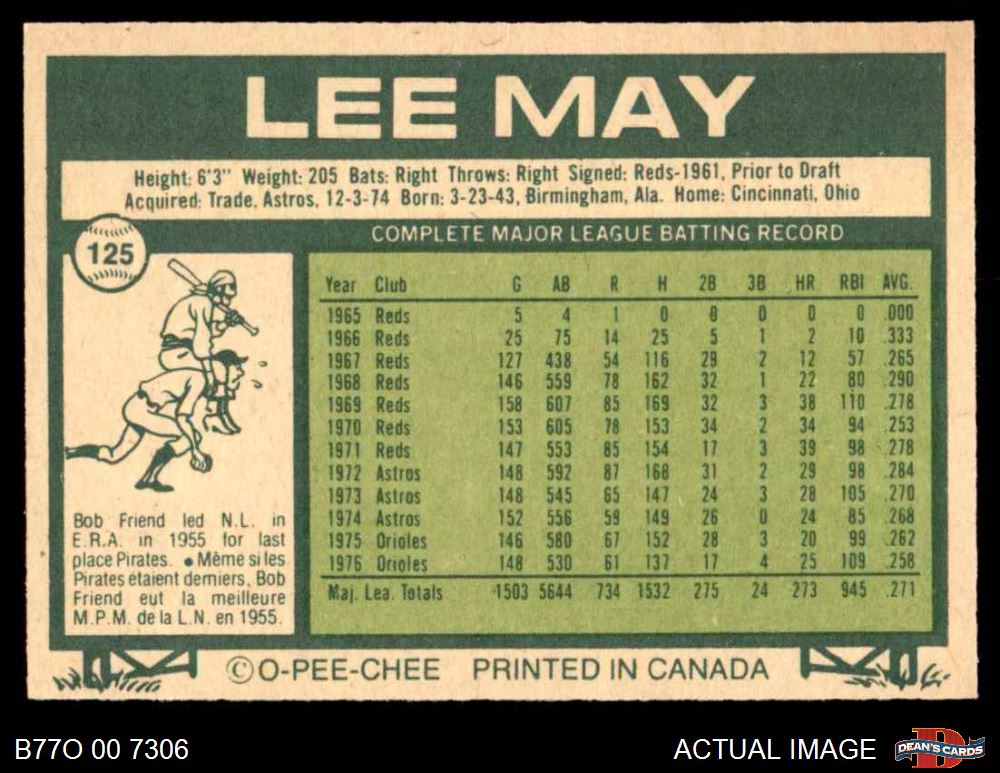 LEE MAY
Height: 6'3" Weight: 205 Bats: Right Throws: Right Signed: Reds-1961, Prior to Draft
Acquired: Trade, Astros, 12-3-74 Born: 3-23-43, Birmingham, Ala. Home: Cincinnati, Ohio
125
COMPLETE MAJOR LEAGUE BATTING RECORD
Year Club G AB R H 2B 3B HR RBI AVG.
1965 Reds 5 4 1 0 0 0 0 0 .000
1966 Reds 25 75 14 25 5 1 2 10 .333
1967 Reds 127 438 54 116 29 2 12 57 .265
1968 Reds 146 559 78 162 32 1 22 80 .290
1969 Reds 158 607 85 169 32 3 38 110 .278
1970 Reds 153 605 78 153 34 2 34 94 .253
1971 Reds 147 553 85 154 17 3 39 98 .278
1972 Astros 148 592 87 168 31 2 29 98 .284
1973 Astros 148 545 65 147 24 3 28 105 .270
1974 Astros 152 556 59 149 26 0 24 85 .268
1975 Orioles 146 580 67 152 28 3 20 99 .262
1976 Orioles 148 530 61 137 17 4 25 109 .258
Maj. Lea. Totals 1503 5644 734 1532 275 24 273 945 .271
Bob Friend led N.L. in
E.R.A. in 1955 for last
place Pirates. ● Même si les
Pirates étaient derniers, Bob
Friend eut la meilleure
M.P.M. de la L.N. en 1955.
© O-PEE-CHEE PRINTED IN CANADA
B77O 00 7306
ACTUAL IMAGE
D
DEAN'S CARDS